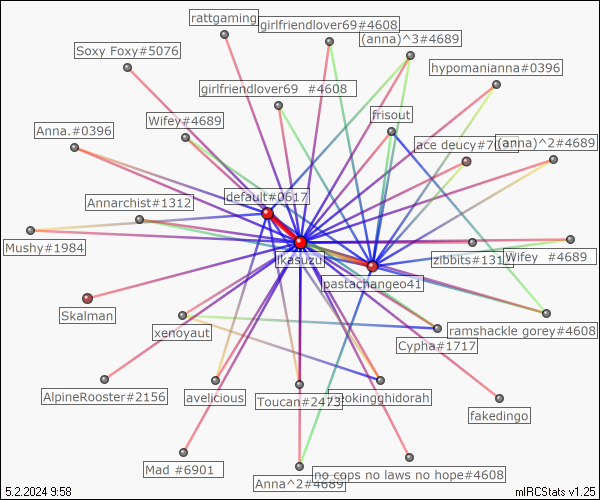 rattgaming
girlfriendlover69#4608
(anna)^3#4689
Soxy Foxy#5076
hypomanianna#0396
girlfriendlover69 #4608
frisout
Wifey#4689
Anna.#0396
ace deucy#7
(anna)^2#4689
default#0617
Annarchist#1312
Mushy#1984
ikasuzu
zibbis#131
Wifey #4689
pastachangeo41
Skalman
xenoyaut
ramshackle gorey#4608
Cypha#1717
AlpineRooster#2156
avelicious
Toucan#2473
eokingghidorah
fakedingo
Mad #6901
Anna^2#4689
no cops no laws no hope#4608
5.2.2024 9:58
mIRCStats v1.25